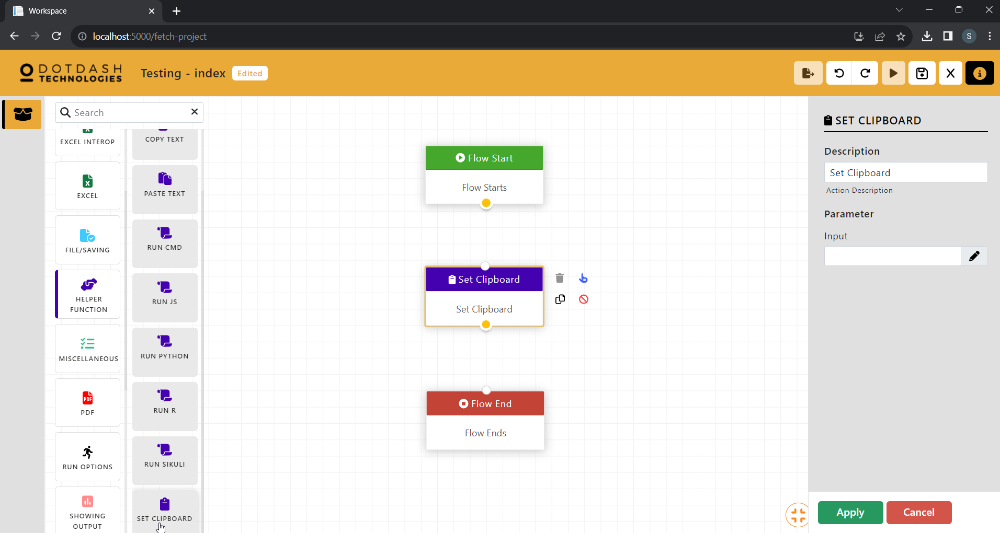 Workspace
localhost:5000/fetch-project
S
DOTDASH
TECHNOLOGIES
Testing - index
Edited
Search
EXCEL INTEROP
EXCEL
FILE/SAVING
HELPER
FUNCTION
MISCELLANEOUS
PDF
PDF
RUN OPTIONS
SHOWING
OUTPUT
COPY TEXT
PASTE TEXT
RUN CMD
RUN JS
RUN PYTHON
RUN R
RUN SIKULI
SET CLIPBOARD
Flow Start
Flow Starts
Set Clipboard
Set Clipboard
Flow End
Flow Ends
SET CLIPBOARD
Description
Set Clipboard
Action Description
Parameter
Input
Apply
Cancel